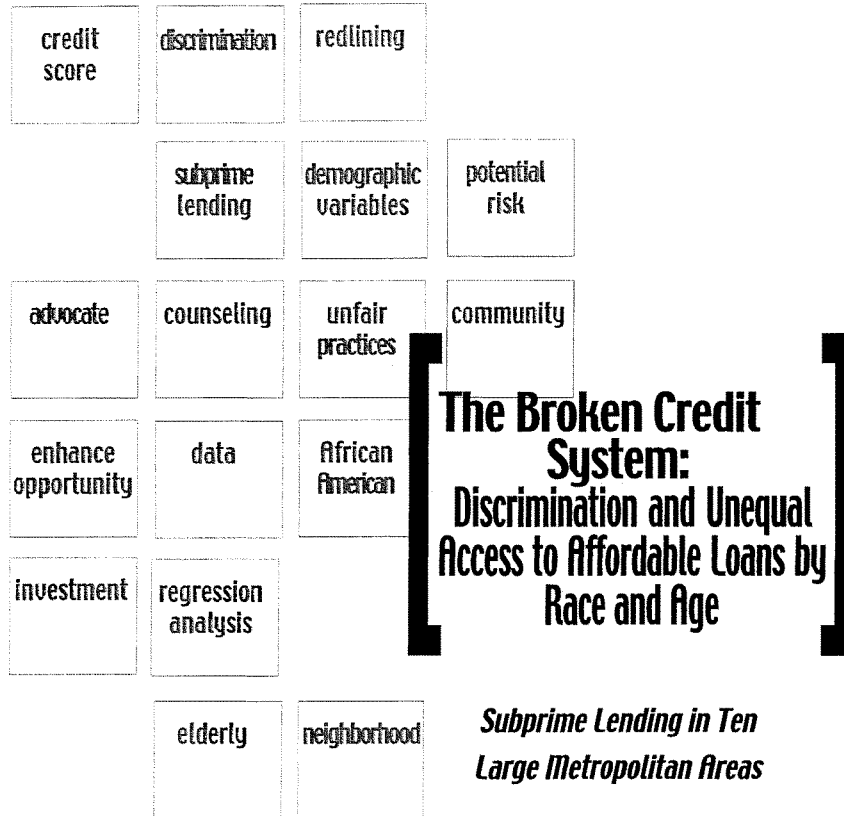 credit
score
discrimination
redlining
subprime
lending
demographic
variables
potential
risk
advocate
counseling
unfair
practices
community
enhance
opportunity
data
African
American
The Broken Credit
System:
Discrimination and Unequal
Access to Affordable Loans by
Race and Age
investment
regression
analysis
elderly
neighborhood
Subprime Lending in Ten
Large Metropolitan Areas